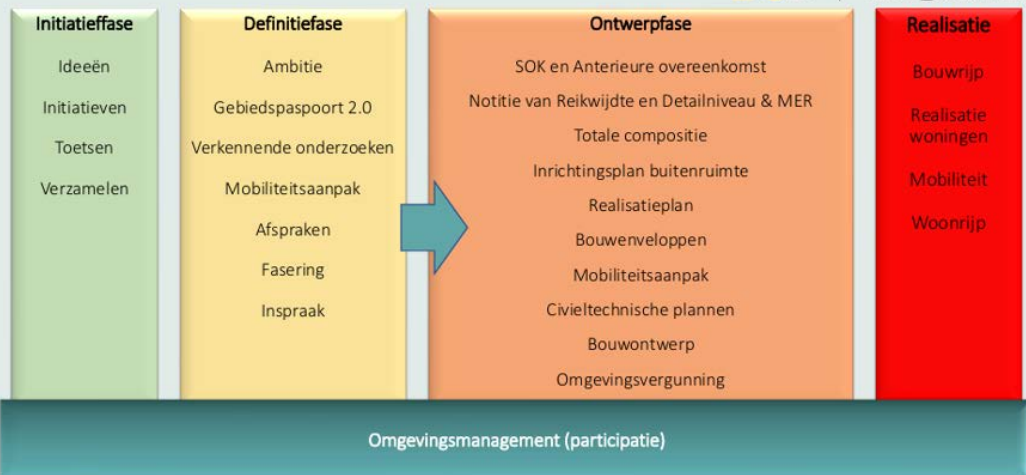 Initiatieffase
Ideeën
Initiatieven
Toetsen
Verzamelen
Definitiefase
Ambitie
Gebiedspaspoort 2.0
Verkennende onderzoeken
Mobiliteitsaanpak
Afspraken
Fasering
Inspraak
Ontwerpfase
SOK en Anterieure overeenkomst
Notitie van Reikwijdte en Detailniveau & MER
Totale compositie
Inrichtingsplan buitenruimte
Realisatieplan
Bouwenveloppen
Mobiliteitsaanpak
Civieltechnische plannen
Bouwontwerp
Omgevingsvergunning
Realisatie
Bouwrijp
Realisatie
woningen
Mobiliteit
Woonrijp
Omgevingsmanagement (participatie)